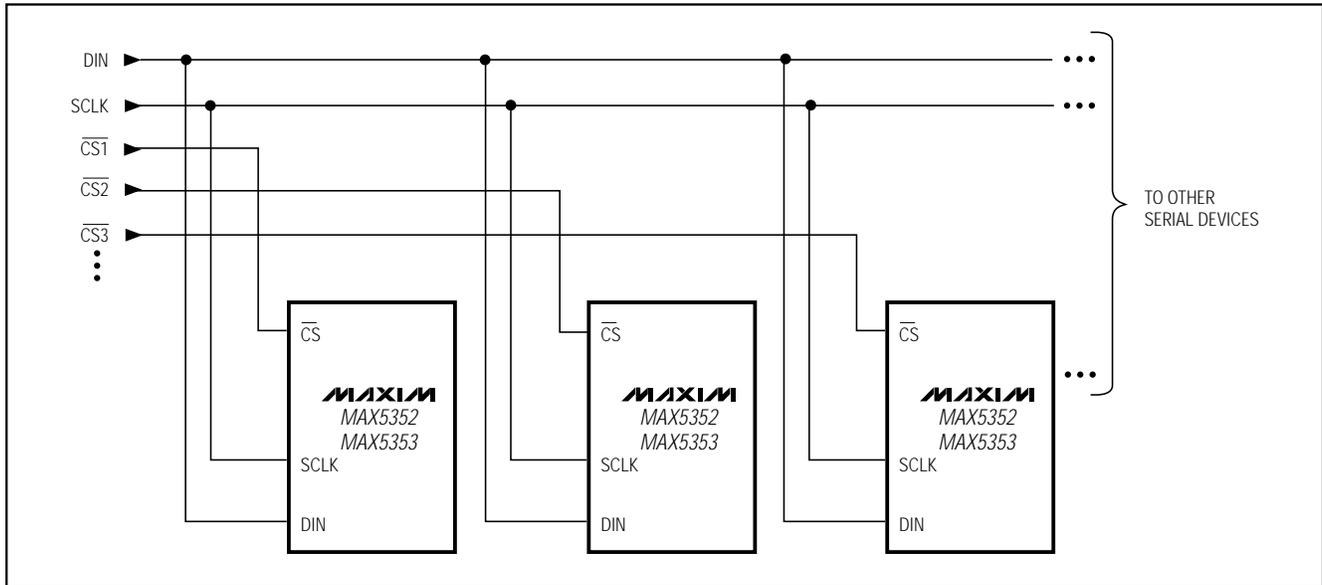 DIN
SCLK
CS1
CS2
CS3
TO OTHER
SERIAL DEVICES
CS
MAXIM
MAX5352
MAX5353
SCLK
DIN
CS
MAXIM
MAX5352
MAX5353
SCLK
DIN
CS
MAXIM
MAX5352
MAX5353
SCLK
DIN